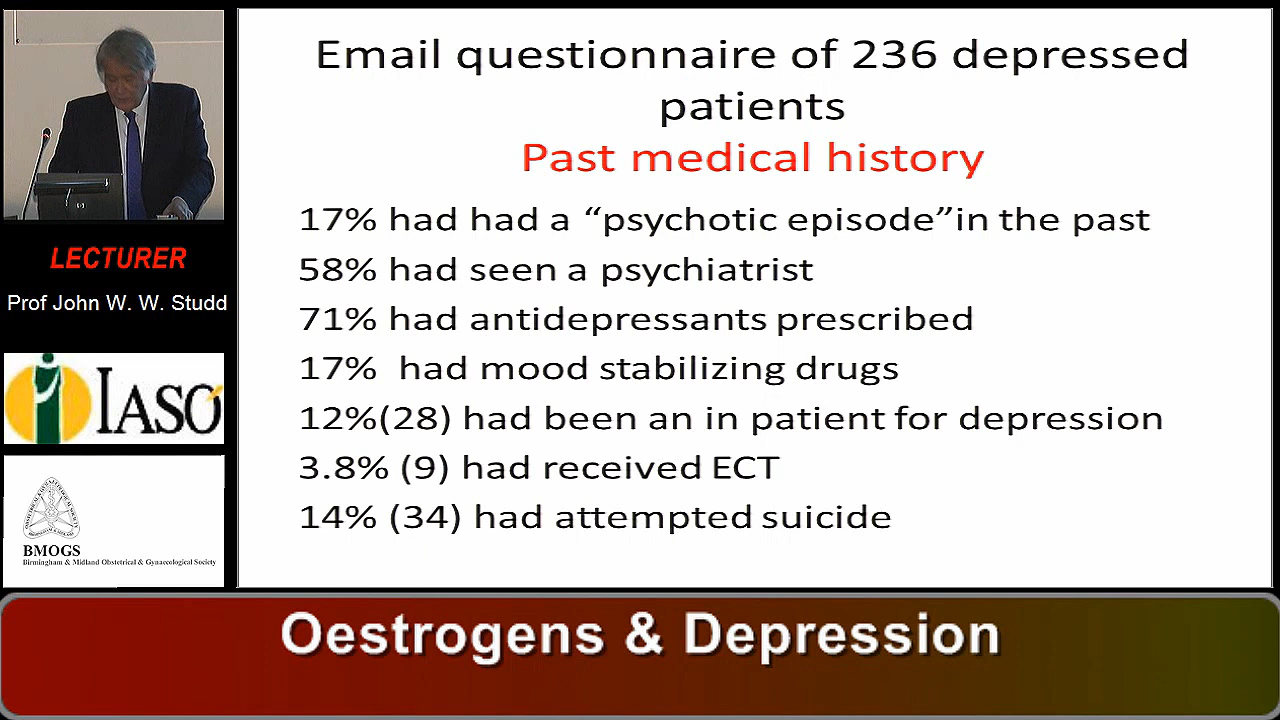 Email questionnaire of 236 depressed
patients
Past medical history
17% had had a “psychotic episode”in the past
58% had seen a psychiatrist
71% had antidepressants prescribed
17% had mood stabilizing drugs
12%(28) had been an in patient for depression
3.8% (9) had received ECT
14% (34) had attempted suicide
LECTURER
Prof John W. W. Studd
IASO
BMOGS
Birmingham & Midland Obstetrical & Gynaecological Society
Oestrogens & Depression